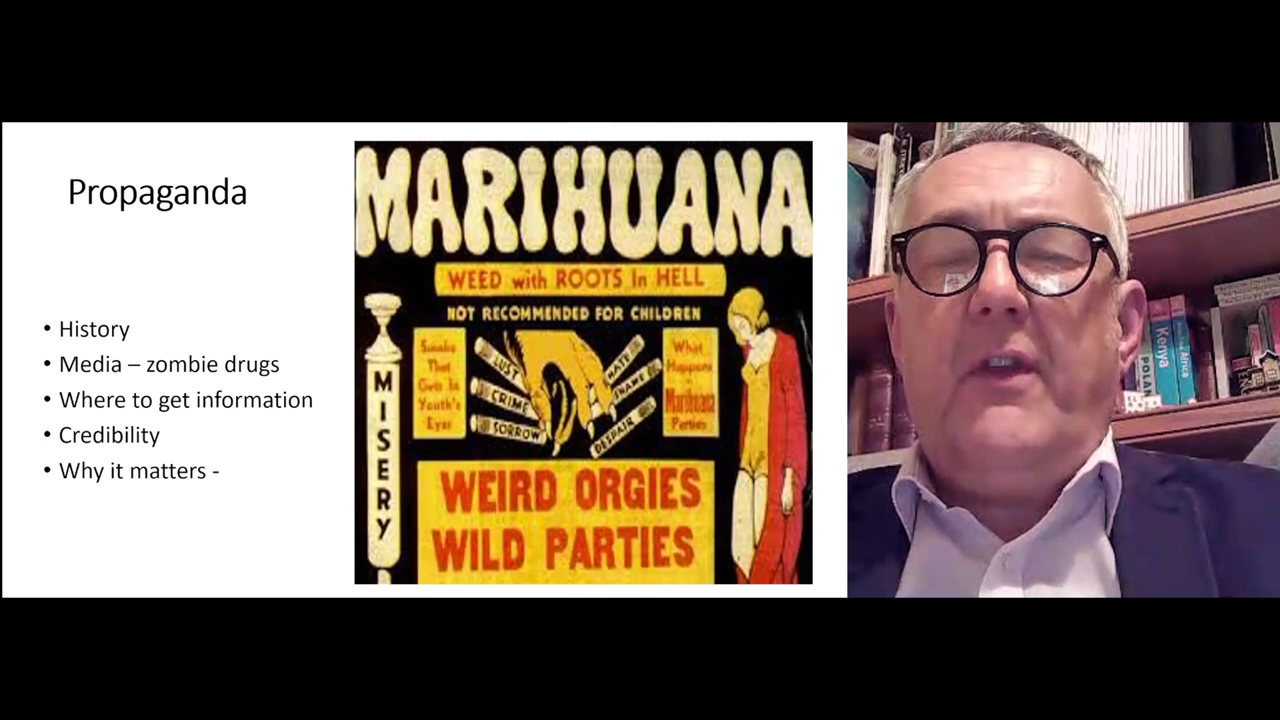 Propaganda
• History
• Media – zombie drugs
• Where to get information
• Credibility
• Why it matters -
MARIHUANA
WEED with ROOTS In HELL
NOT RECOMMENDED FOR CHILDREN
Smoke
That
Gets In
Youth's
Eyes
LUST
CRIME
SORROW
HATE
SHAME
DESPAIR
What
Happens
at
Marihuana
Parties
MISERY
WEIRD ORGIES
WILD PARTIES
Kenya
Africa
POLAND